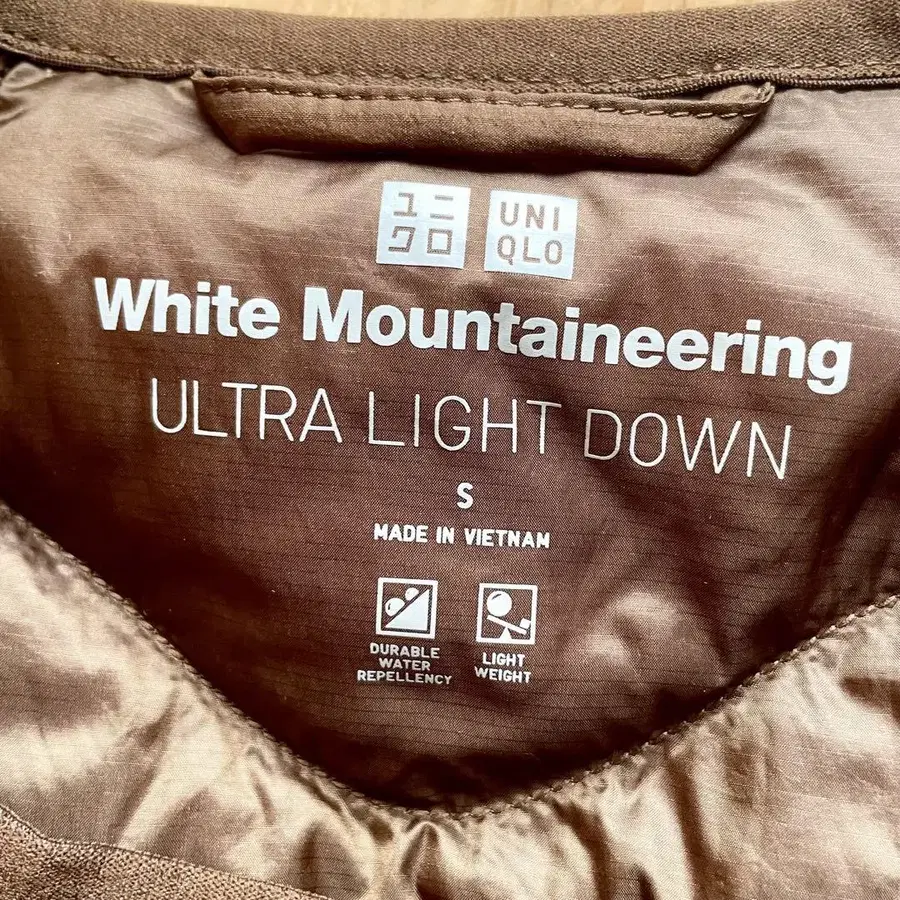 ユニ
クロ
UNI
QLO
White Mountaineering
ULTRA LIGHT DOWN
S
MADE IN VIETNAM
DURABLE
WATER
REPELLENCY
LIGHT
WEIGHT